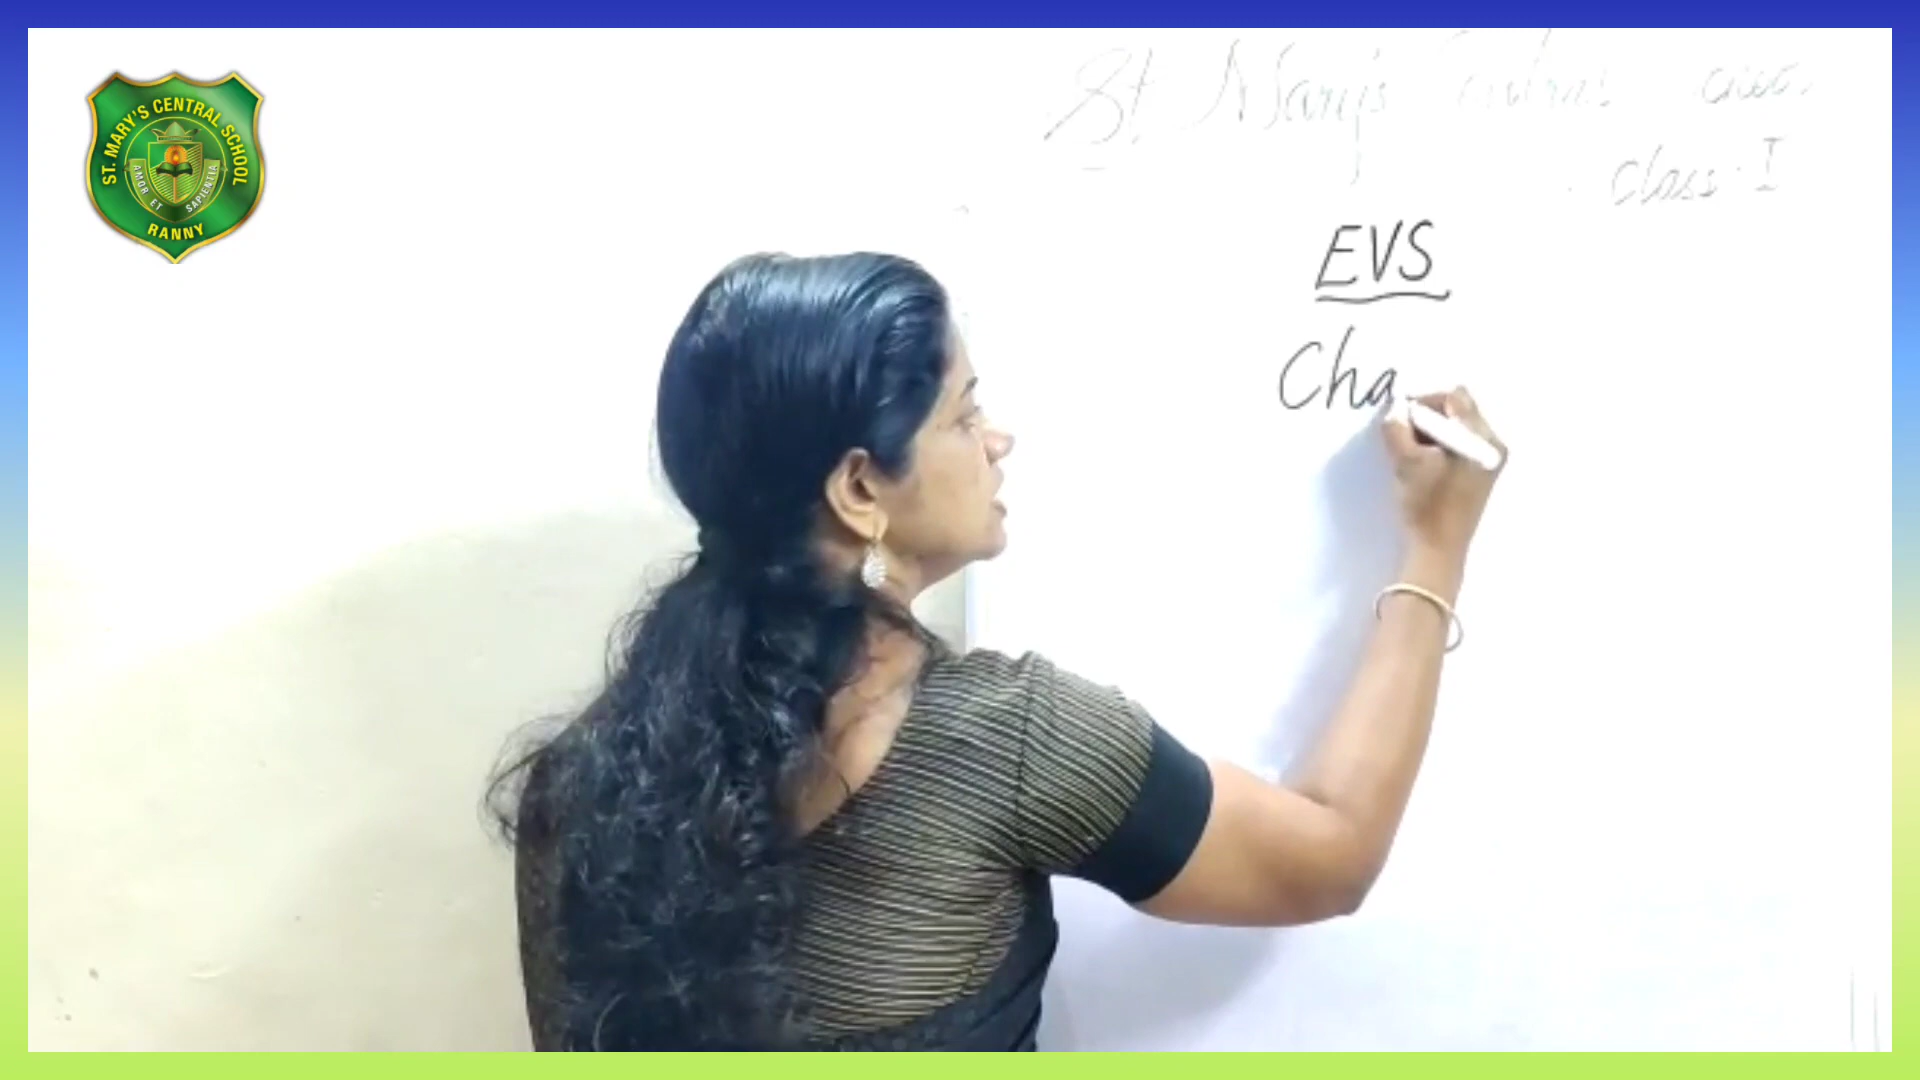 ST. MARY'S CENTRAL SCHOOL
AMOR ET SAPIENTIA
RANNY
St. Mary's
class-I
EVS
Cha